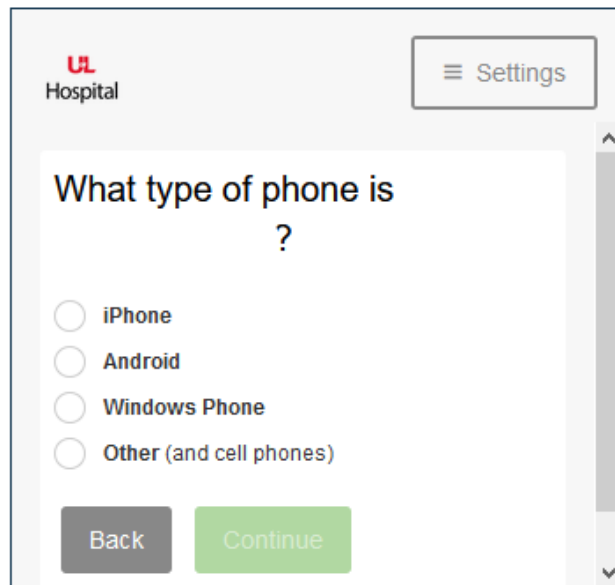 UL
Hospital
≡ Settings
What type of phone is
?
iPhone
Android
Windows Phone
Other (and cell phones)
Back
Continue